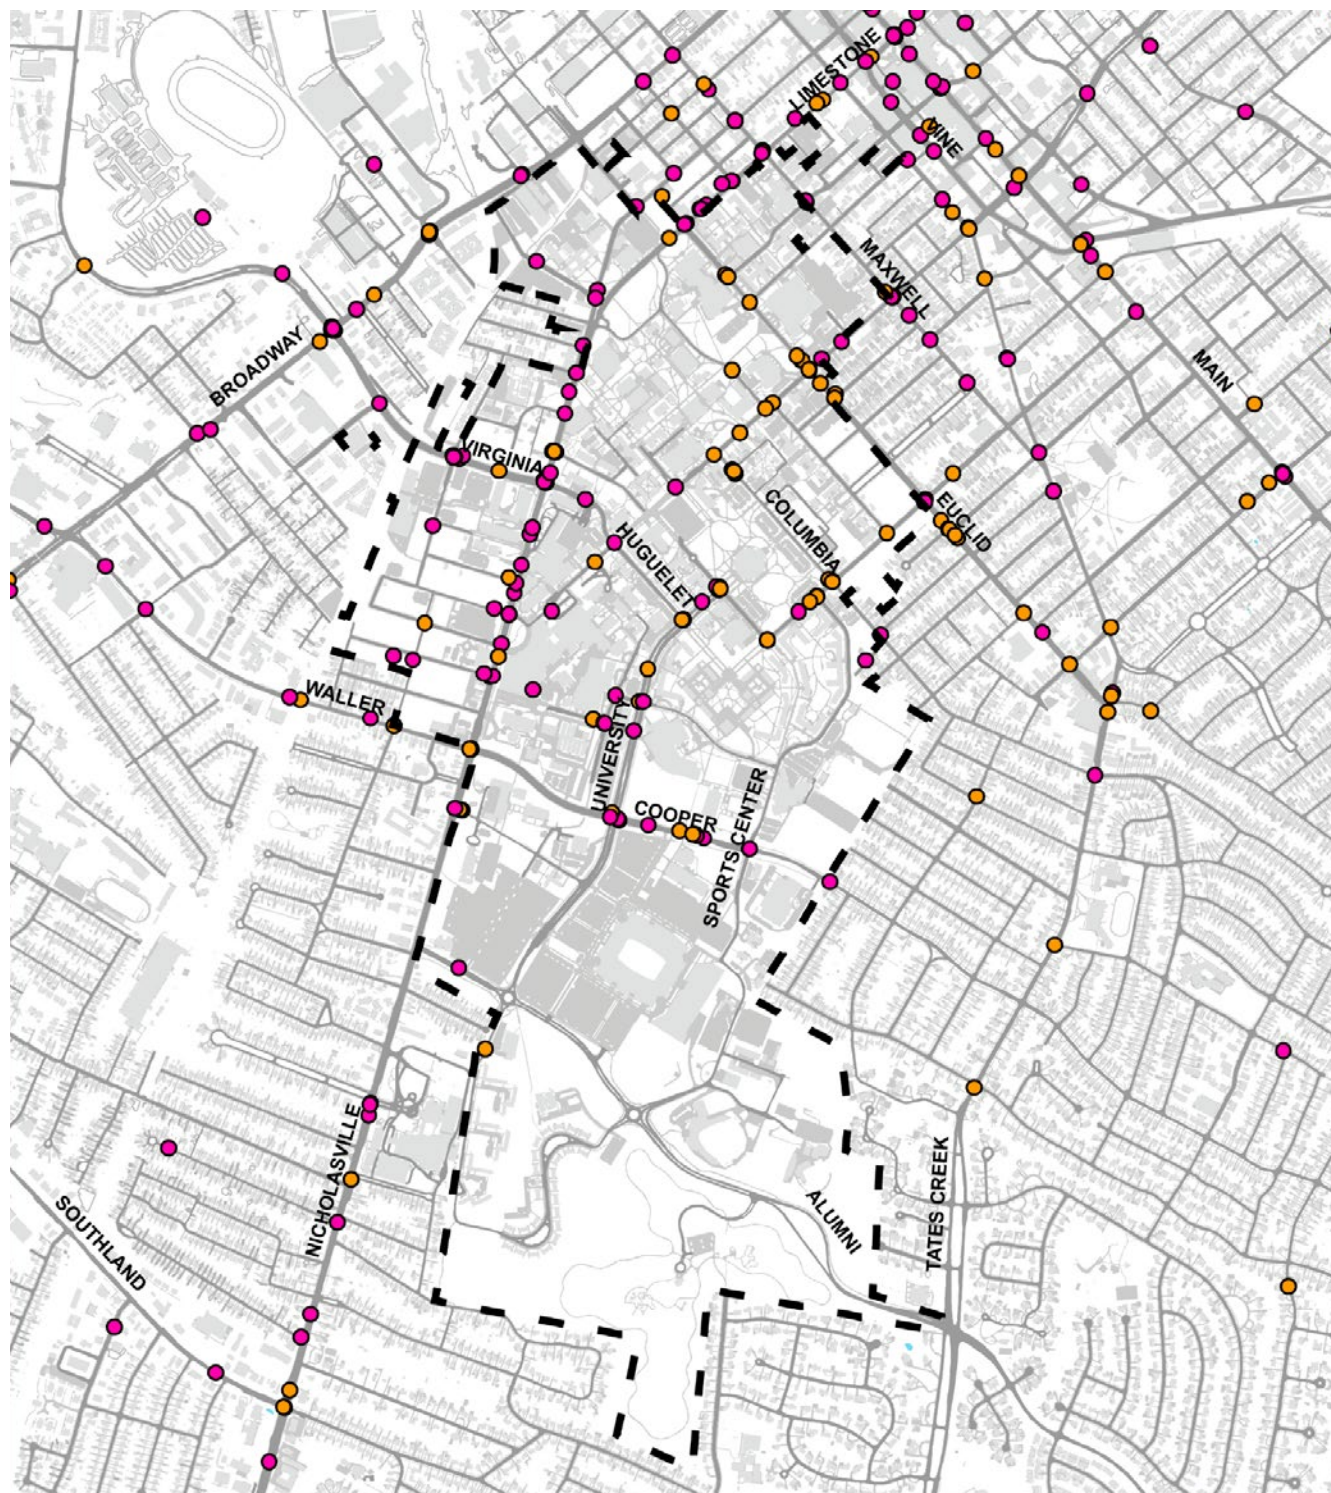 LIMESTONE
VINE
MAXWELL
BROADWAY
MAIN
VIRGINIA
COLUMBIA
EUCLID
HUGUELET
WALLER
UNIVERSITY
COOPER
SPORTS CENTER
NICHOLASVILLE
TATES CREEK
ALUMNI
SOUTHLAND